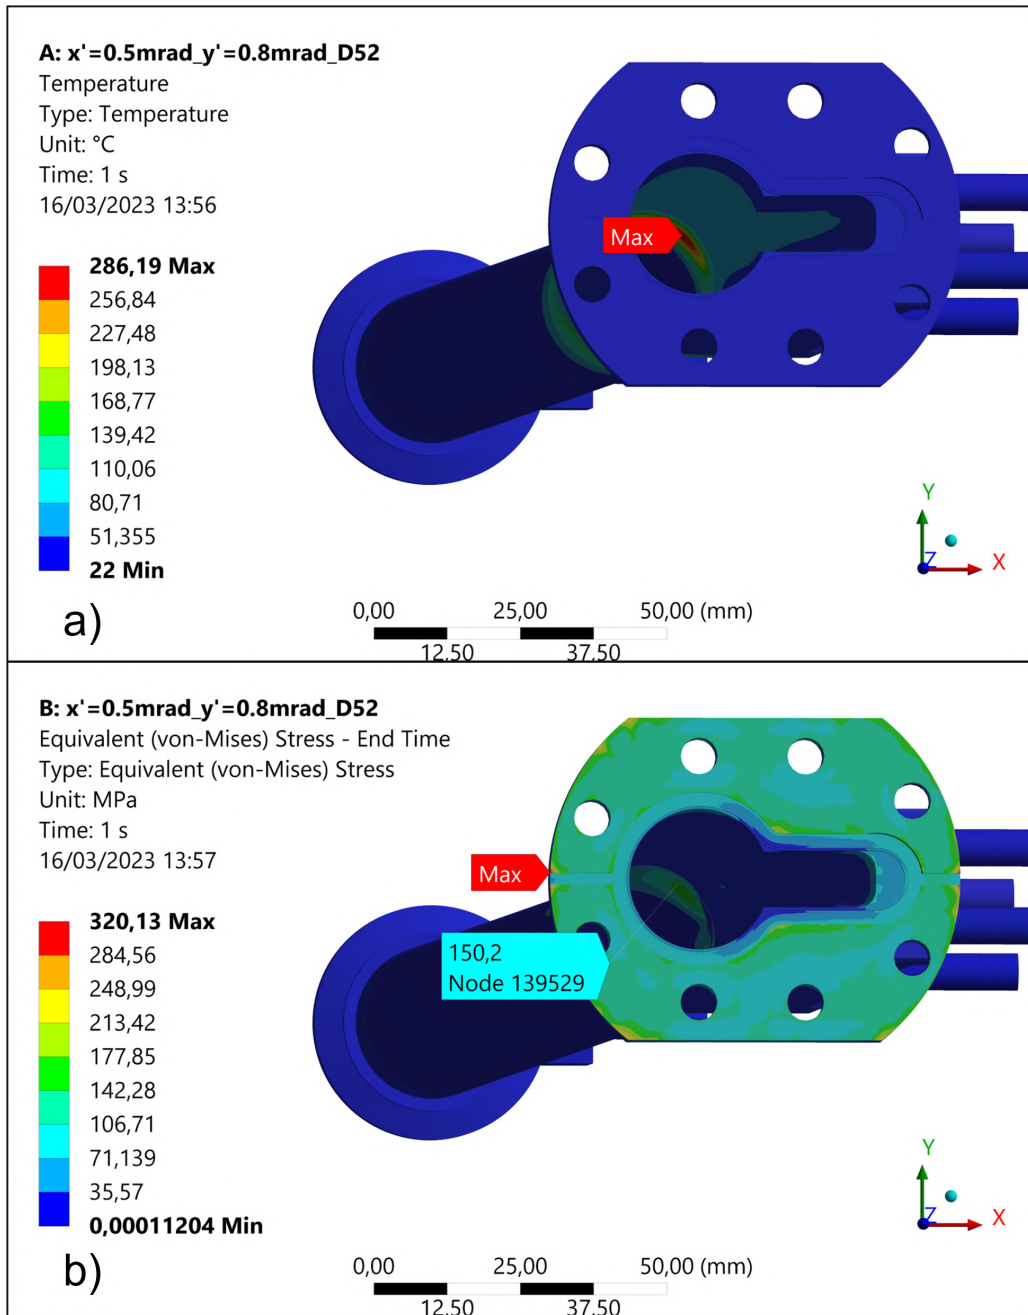 A: x'=0.5mrad_y'=0.8mrad_D52
Temperature
Type: Temperature
Unit: °C
Time: 1 s
16/03/2023 13:56
286,19 Max
256,84
227,48
198,13
168,77
139,42
110,06
80,71
51,355
22 Min
Max
Y
Z
X
a)
0,00 25,00 50,00 (mm)
12,50 37,50
B: x'=0.5mrad_y'=0.8mrad_D52
Equivalent (von-Mises) Stress - End Time
Type: Equivalent (von-Mises) Stress
Unit: MPa
Time: 1 s
16/03/2023 13:57
Max
320,13 Max
284,56
248,99
213,42
177,85
142,28
106,71
71,139
35,57
0,00011204 Min
150,2
Node 139529
Y
Z
X
b)
0,00 25,00 50,00 (mm)
12,50 37,50